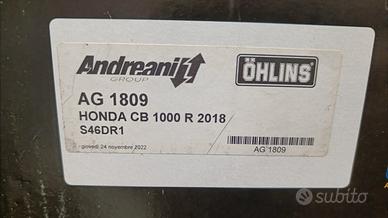 Andreani
GROUP
ÖHLINS
AG 1809
HONDA CB 1000 R 2018
S46DR1
giovedì 24 novembre 2022
AG 1809
subito